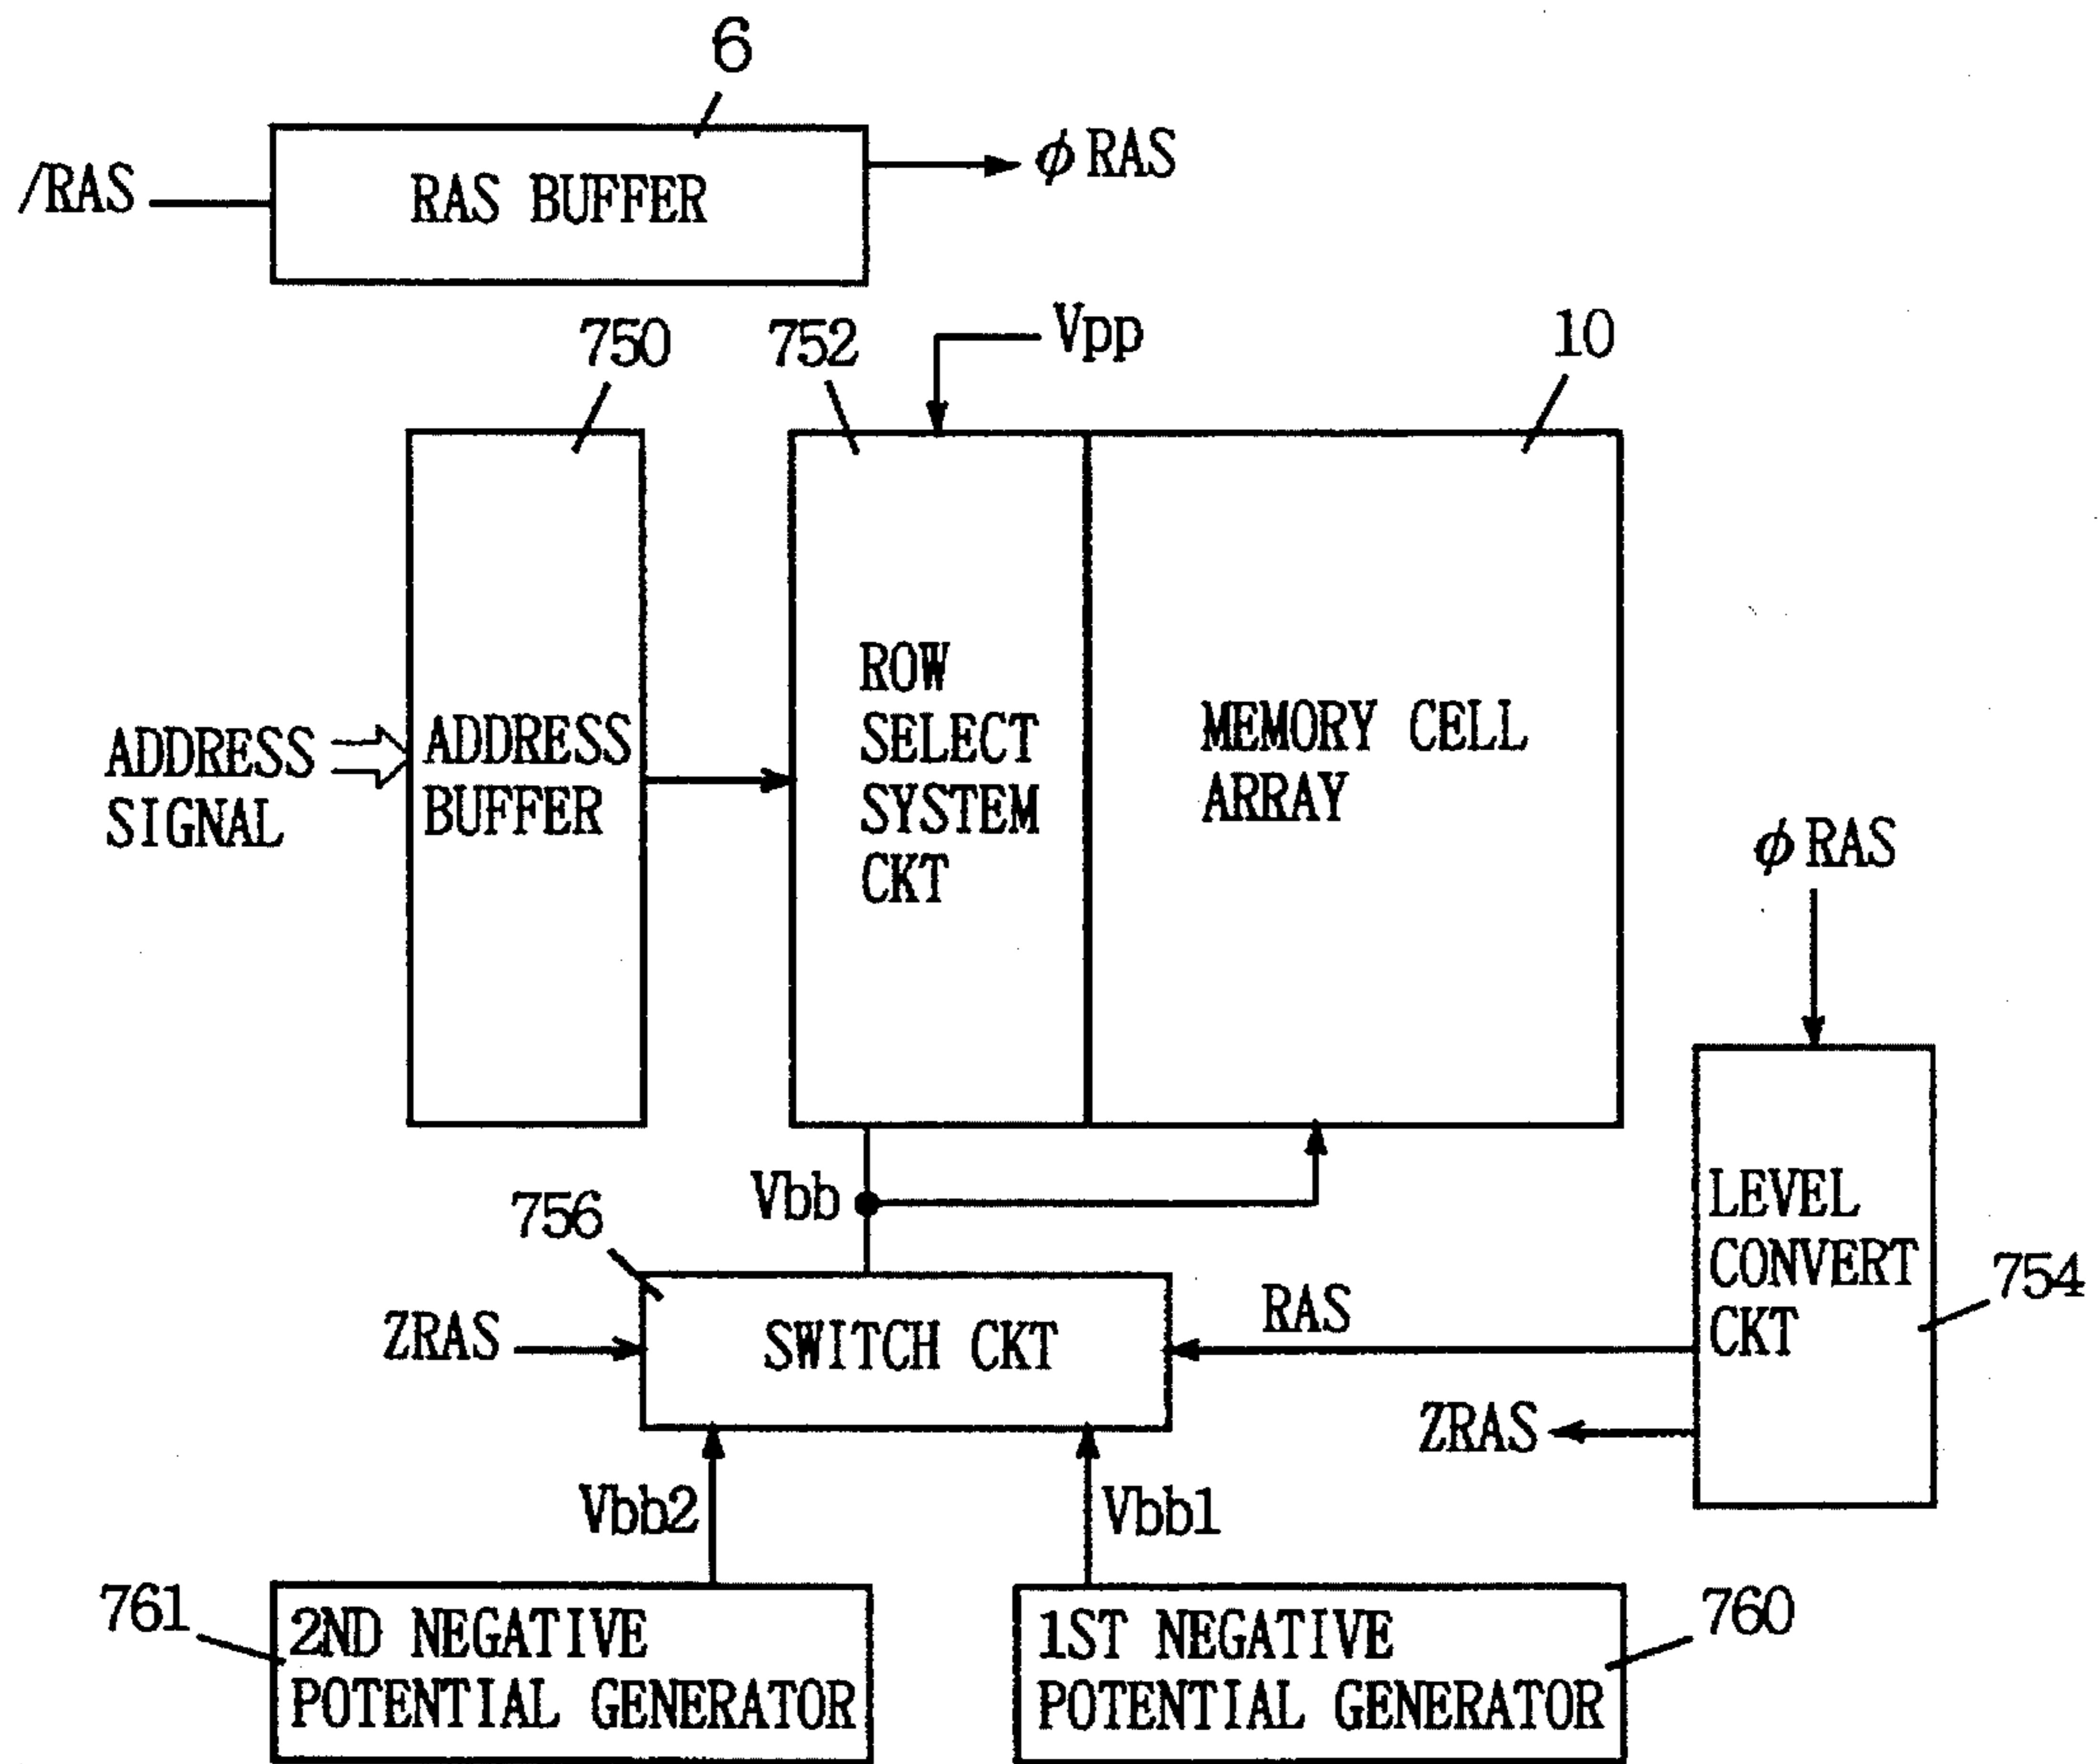 6
/RAS
RAS BUFFER
φRAS
750
752
Vpp
10
ADDRESS
SIGNAL
ADDRESS
BUFFER
ROW
SELECT
SYSTEM
CKT
MEMORY CELL
ARRAY
φRAS
Vbb
756
ZRAS
SWITCH CKT
RAS
LEVEL
CONVERT
CKT
754
ZRAS
Vbb2
Vbb1
761
2ND NEGATIVE
POTENTIAL GENERATOR
1ST NEGATIVE
POTENTIAL GENERATOR
760